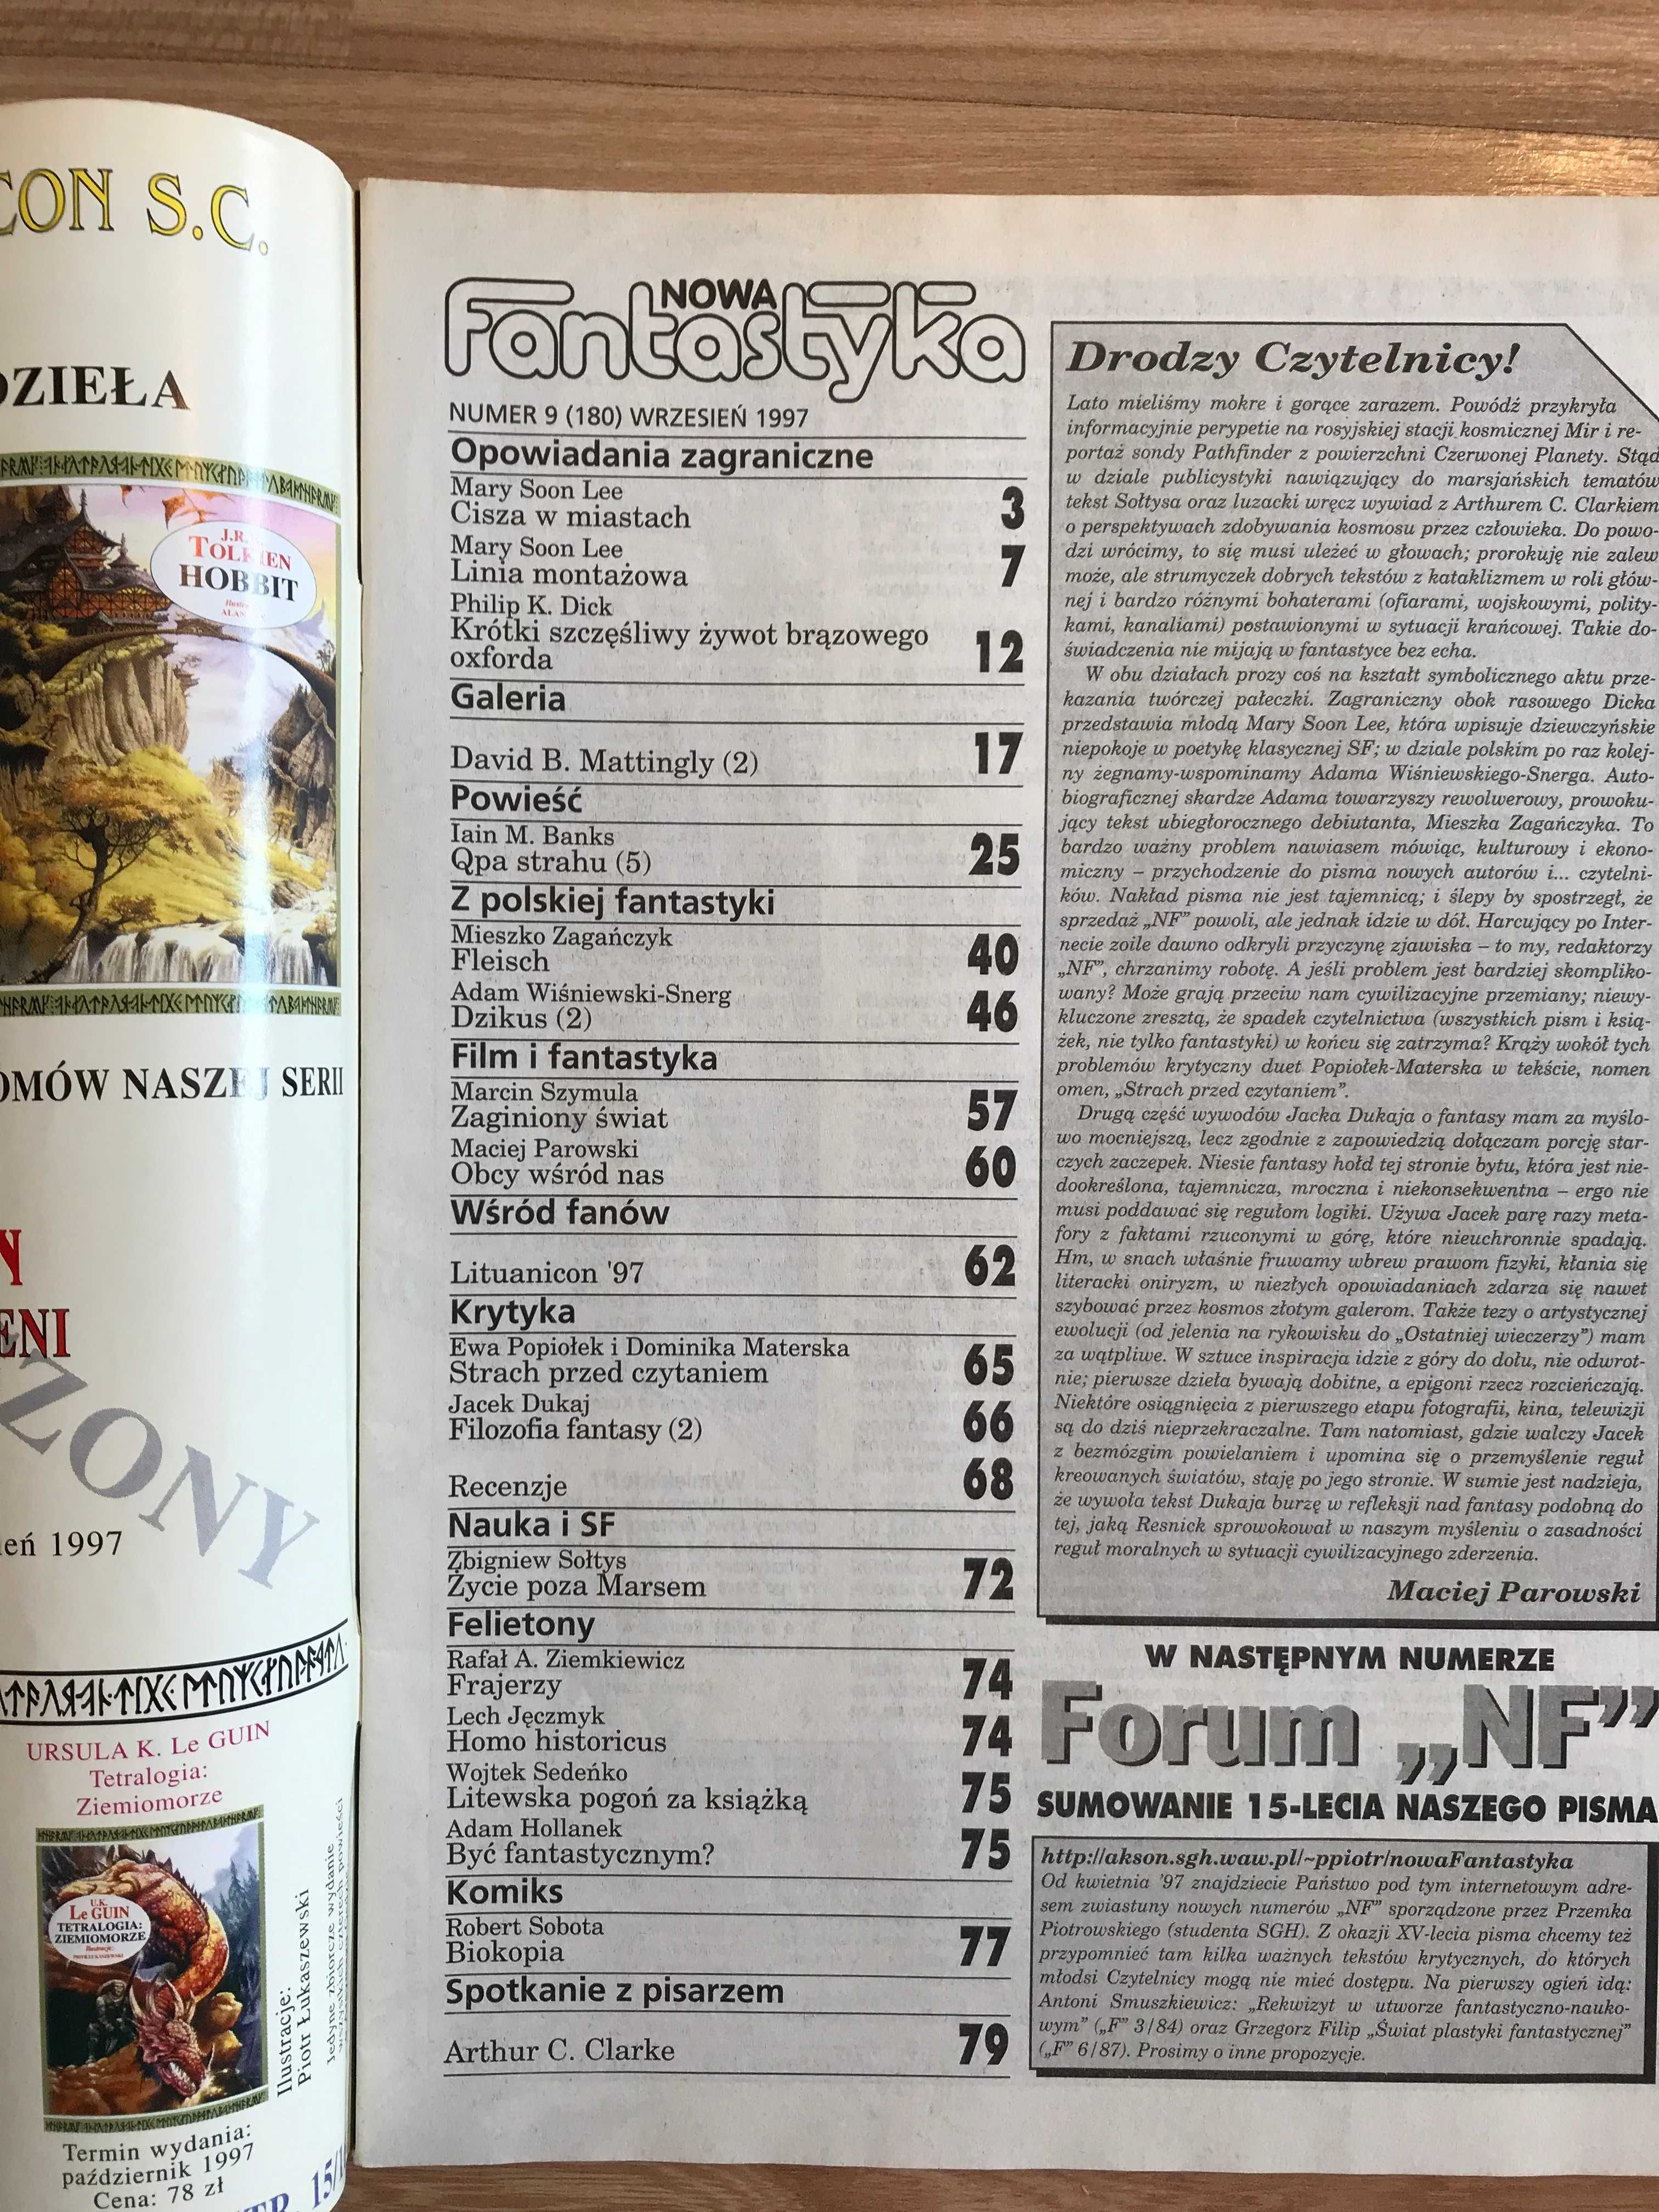 CON S.C.
DZIEŁA
J.R.
TOLKIEN
HOBBIT
OMÓW NASZEJ SERII
N
ENI
ZONY
eń 1997
URSULA K. Le GUIN
Tetralogia:
Ziemiomorze
U.K.
Le GUIN
TETRALOGIA:
ZIEMIOMORZE
Ilustracje:
Piotr Łukaszewski
Jedyne zbiorcze wydanie
wszystkich czterech powieści
Termin wydania:
październik 1997
Cena: 78 zł
NOWA
Fantastyka
NUMER 9 (180) WRZESIEŃ 1997
Opowiadania zagraniczne
Mary Soon Lee
Cisza w miastach 3
Mary Soon Lee
Linia montażowa 7
Philip K. Dick
Krótki szczęśliwy żywot brązowego
oxforda 12
Galeria
David B. Mattingly (2) 17
Powieść
Iain M. Banks
Qpa strahu (5) 25
Z polskiej fantastyki
Mieszko Zagańczyk
Fleisch 40
Adam Wiśniewski-Snerg
Dzikus (2) 46
Film i fantastyka
Marcin Szymula
Zaginiony świat 57
Maciej Parowski
Obcy wśród nas 60
Wśród fanów
Lituanicon '97 62
Krytyka
Ewa Popiołek i Dominika Materska
Strach przed czytaniem 65
Jacek Dukaj
Filozofia fantasy (2) 66
Recenzje 68
Nauka i SF
Zbigniew Sołtys
Życie poza Marsem 72
Felietony
Rafał A. Ziemkiewicz
Frajerzy 74
Lech Jęczmyk
Homo historicus 74
Wojtek Sedeńko
Litewska pogoń za książką 75
Adam Hollanek
Być fantastycznym? 75
Komiks
Robert Sobota
Biokopia 77
Spotkanie z pisarzem
Arthur C. Clarke 79
Drodzy Czytelnicy!
Lato mieliśmy mokre i gorące zarazem. Powódź przykryła
informacyjnie perypetie na rosyjskiej stacji kosmicznej Mir i re-
portaż sondy Pathfinder z powierzchni Czerwonej Planety. Stąd
w dziale publicystyki nawiązujący do marsjańskich tematów
tekst Sołtysa oraz luzacki wręcz wywiad z Arthurem C. Clarkiem
o perspektywach zdobywania kosmosu przez człowieka. Do powo-
dzi wrócimy, to się musi uleżeć w głowach; prorokuję nie zalew
może, ale strumyczek dobrych tekstów z kataklizmem w roli głów-
nej i bardzo różnymi bohaterami (ofiarami, wojskowymi, polity-
kami, kanaliami) postawionymi w sytuacji krańcowej. Takie do-
świadczenia nie mijają w fantastyce bez echa.
W obu działach prozy coś na kształt symbolicznego aktu prze-
kazania twórczej pałeczki. Zagraniczny obok rasowego Dicka
przedstawia młodą Mary Soon Lee, która wpisuje dziewczyńskie
niepokoje w poetykę klasycznej SF; w dziale polskim po raz kolej-
ny żegnamy-wspominamy Adama Wiśniewskiego-Snerga. Auto-
biograficznej skardze Adama towarzyszy rewolwerowy, prowoku-
jący tekst ubiegłorocznego debiutanta, Mieszka Zagańczyka. To
bardzo ważny problem nawiasem mówiąc, kulturowy i ekono-
miczny – przychodzenie do pisma nowych autorów i... czytelni-
ków. Nakład pisma nie jest tajemnicą; i ślepy by spostrzegł, że
sprzedaż „NF” powoli, ale jednak idzie w dół. Harcujący po Inter-
necie zoile dawno odkryli przyczynę zjawiska – to my, redaktorzy
„NF”, chrzanimy robotę. A jeśli problem jest bardziej skompliko-
wany? Może grają przeciw nam cywilizacyjne przemiany; niewy-
kluczone zresztą, że spadek czytelnictwa (wszystkich pism i ksią-
żek, nie tylko fantastyki) w końcu się zatrzyma? Krąży wokół tych
problemów krytyczny duet Popiołek-Materska w tekście, nomen
omen, „Strach przed czytaniem”.
Drugą część wywodów Jacka Dukaja o fantasy mam za myślo-
wo mocniejszą, lecz zgodnie z zapowiedzią dołączam porcję star-
czych zaczepek. Niesie fantasy hołd tej stronie bytu, która jest nie-
dookreślona, tajemnicza, mroczna i niekonsekwentna – ergo nie
musi poddawać się regułom logiki. Używa Jacek parę razy meta-
fory z faktami rzuconymi w górę, które nieuchronnie spadają.
Hm, w snach właśnie fruwamy wbrew prawom fizyki, kłania się
literacki oniryzm, w niezłych opowiadaniach zdarza się nawet
szybować przez kosmos złotym galerom. Także tezy o artystycznej
ewolucji (od jelenia na rykowisku do „Ostatniej wieczerzy”) mam
za wątpliwe. W sztuce inspiracja idzie z góry do dołu, nie odwrot-
nie; pierwsze dzieła bywają dobitne, a epigoni rzecz rozcieńczają.
Niektóre osiągnięcia z pierwszego etapu fotografii, kina, telewizji
są do dziś nieprzekraczalne. Tam natomiast, gdzie walczy Jacek
z bezmózgim powielaniem i upomina się o przemyślenie reguł
kreowanych światów, staję po jego stronie. W sumie jest nadzieja,
że wywoła tekst Dukaja burzę w refleksji nad fantasy podobną do
tej, jaką Resnick sprowokował w naszym myśleniu o zasadności
reguł moralnych w sytuacji cywilizacyjnego zderzenia.
Maciej Parowski
W NASTĘPNYM NUMERZE
Forum „NF”
SUMOWANIE 15-LECIA NASZEGO PISMA
http://akson.sgh.waw.pl/~ppiotr/nowaFantastyka
Od kwietnia '97 znajdziecie Państwo pod tym internetowym adre-
sem zwiastuny nowych numerów „NF” sporządzone przez Przemka
Piotrowskiego (studenta SGH). Z okazji XV-lecia pisma chcemy też
przypomnieć tam kilka ważnych tekstów krytycznych, do których
młodsi Czytelnicy mogą nie mieć dostępu. Na pierwszy ogień idą:
Antoni Smuszkiewicz: „Rekwizyt w utworze fantastyczno-nauko-
wym” („F” 3/84) oraz Grzegorz Filip „Świat plastyki fantastycznej”
(„F” 6/87). Prosimy o inne propozycje.